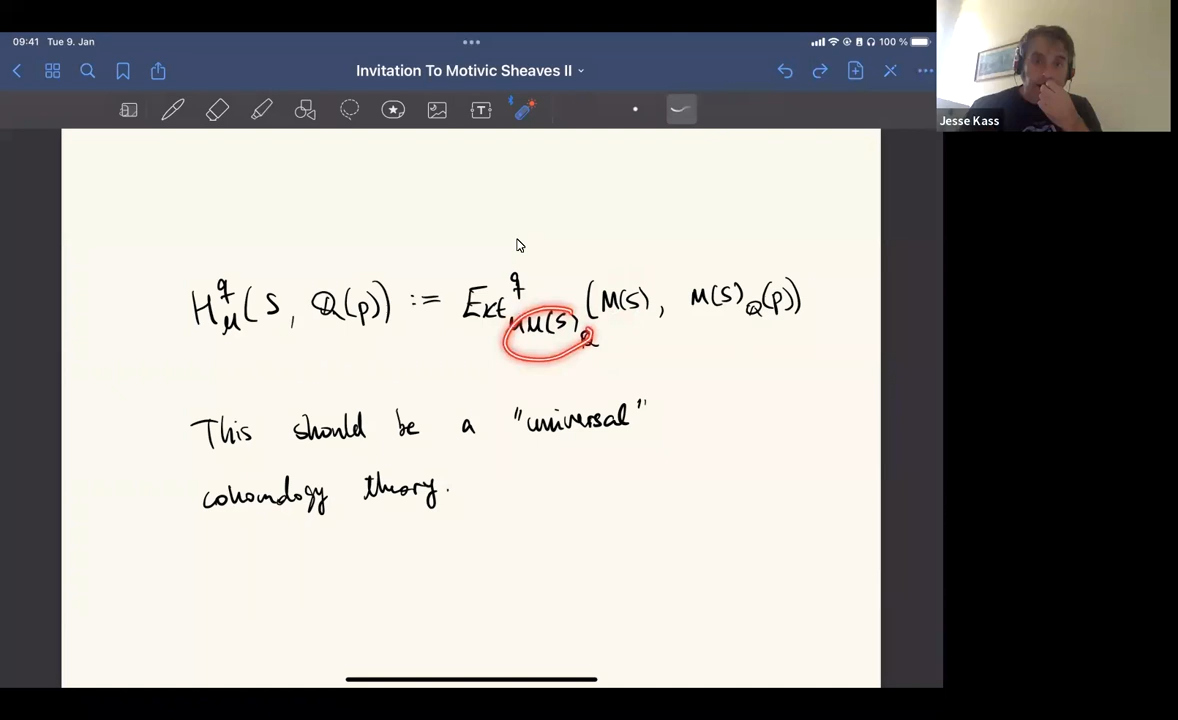 09:41 Tue 9. Jan
100 %
Invitation To Motivic Sheaves II
Jesse Kass
H^q_M(S, Q(p)) := Ext^q_{MM(S)_Q}(M(S), M(S)_Q(p))
This should be a "universal"
cohomology theory.